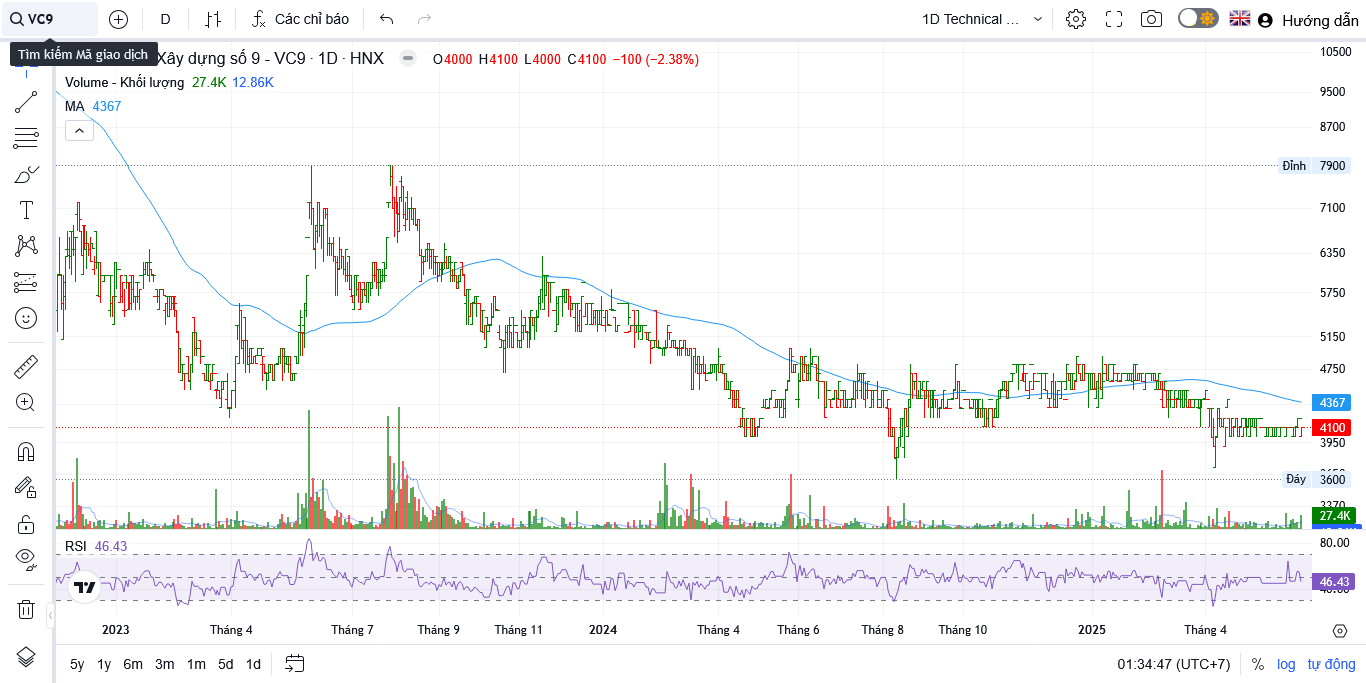 VC9
D
Các chỉ báo
1D Technical ...
Hướng dẫn
Tìm kiếm Mã giao dịch
Xây dựng số 9 - VC9 · 1D · HNX
O4000 H4100 L4000 C4100 −100 (−2.38%)
Volume - Khối lượng 27.4K 12.86K
MA 4367
10500
9500
8700
Đỉnh 7900
7100
6350
5750
5150
4750
4367
4100
3950
Đáy 3600
27.4K
RSI 46.43
80.00
46.43
2023
Tháng 4
Tháng 7
Tháng 9
Tháng 11
2024
Tháng 4
Tháng 6
Tháng 8
Tháng 10
2025
Tháng 4
5y 1y 6m 3m 1m 5d 1d
01:34:47 (UTC+7)
%
log
tự động